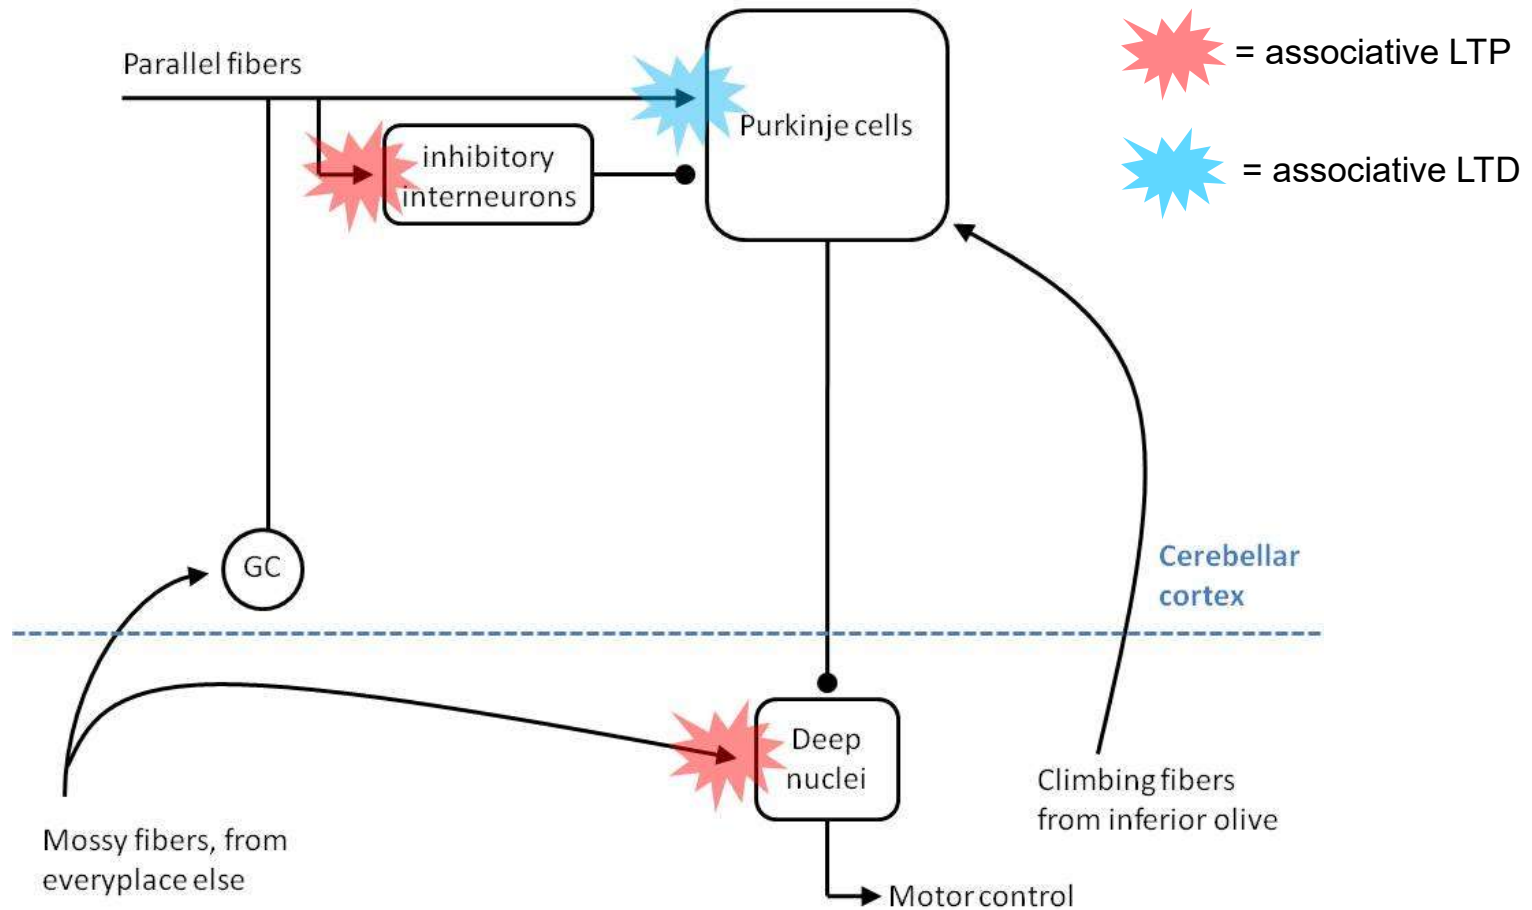 Parallel fibers
= associative LTP
Purkinje cells
inhibitory
interneurons
= associative LTD
GC
Cerebellar
cortex
Deep
nuclei
Climbing fibers
from inferior olive
Mossy fibers, from
everyplace else
Motor control